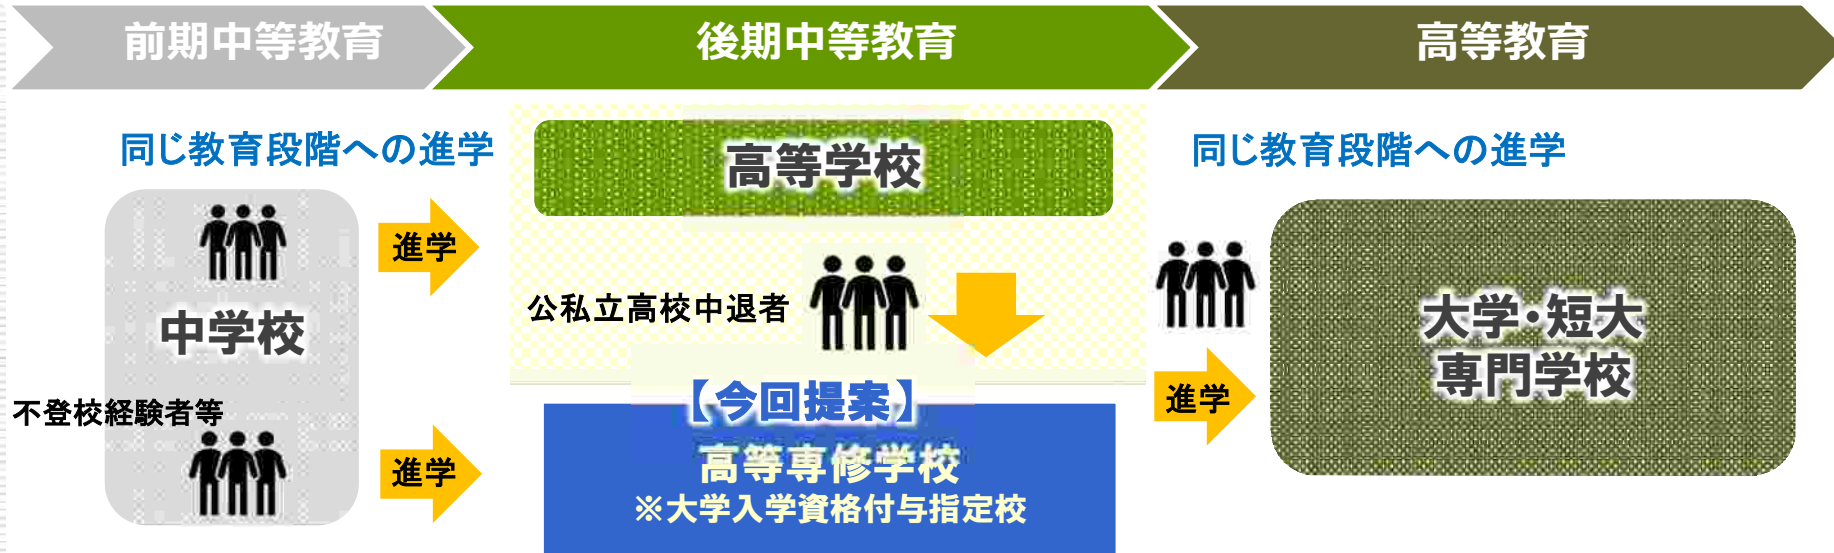 前期中等教育
後期中等教育
高等教育
同じ教育段階への進学
高等学校
同じ教育段階への進学
進学
中学校
公私立高校中退者
大学・短大
専門学校
不登校経験者等
進学
【今回提案】
高等専修学校
※大学入学資格付与指定校
進学